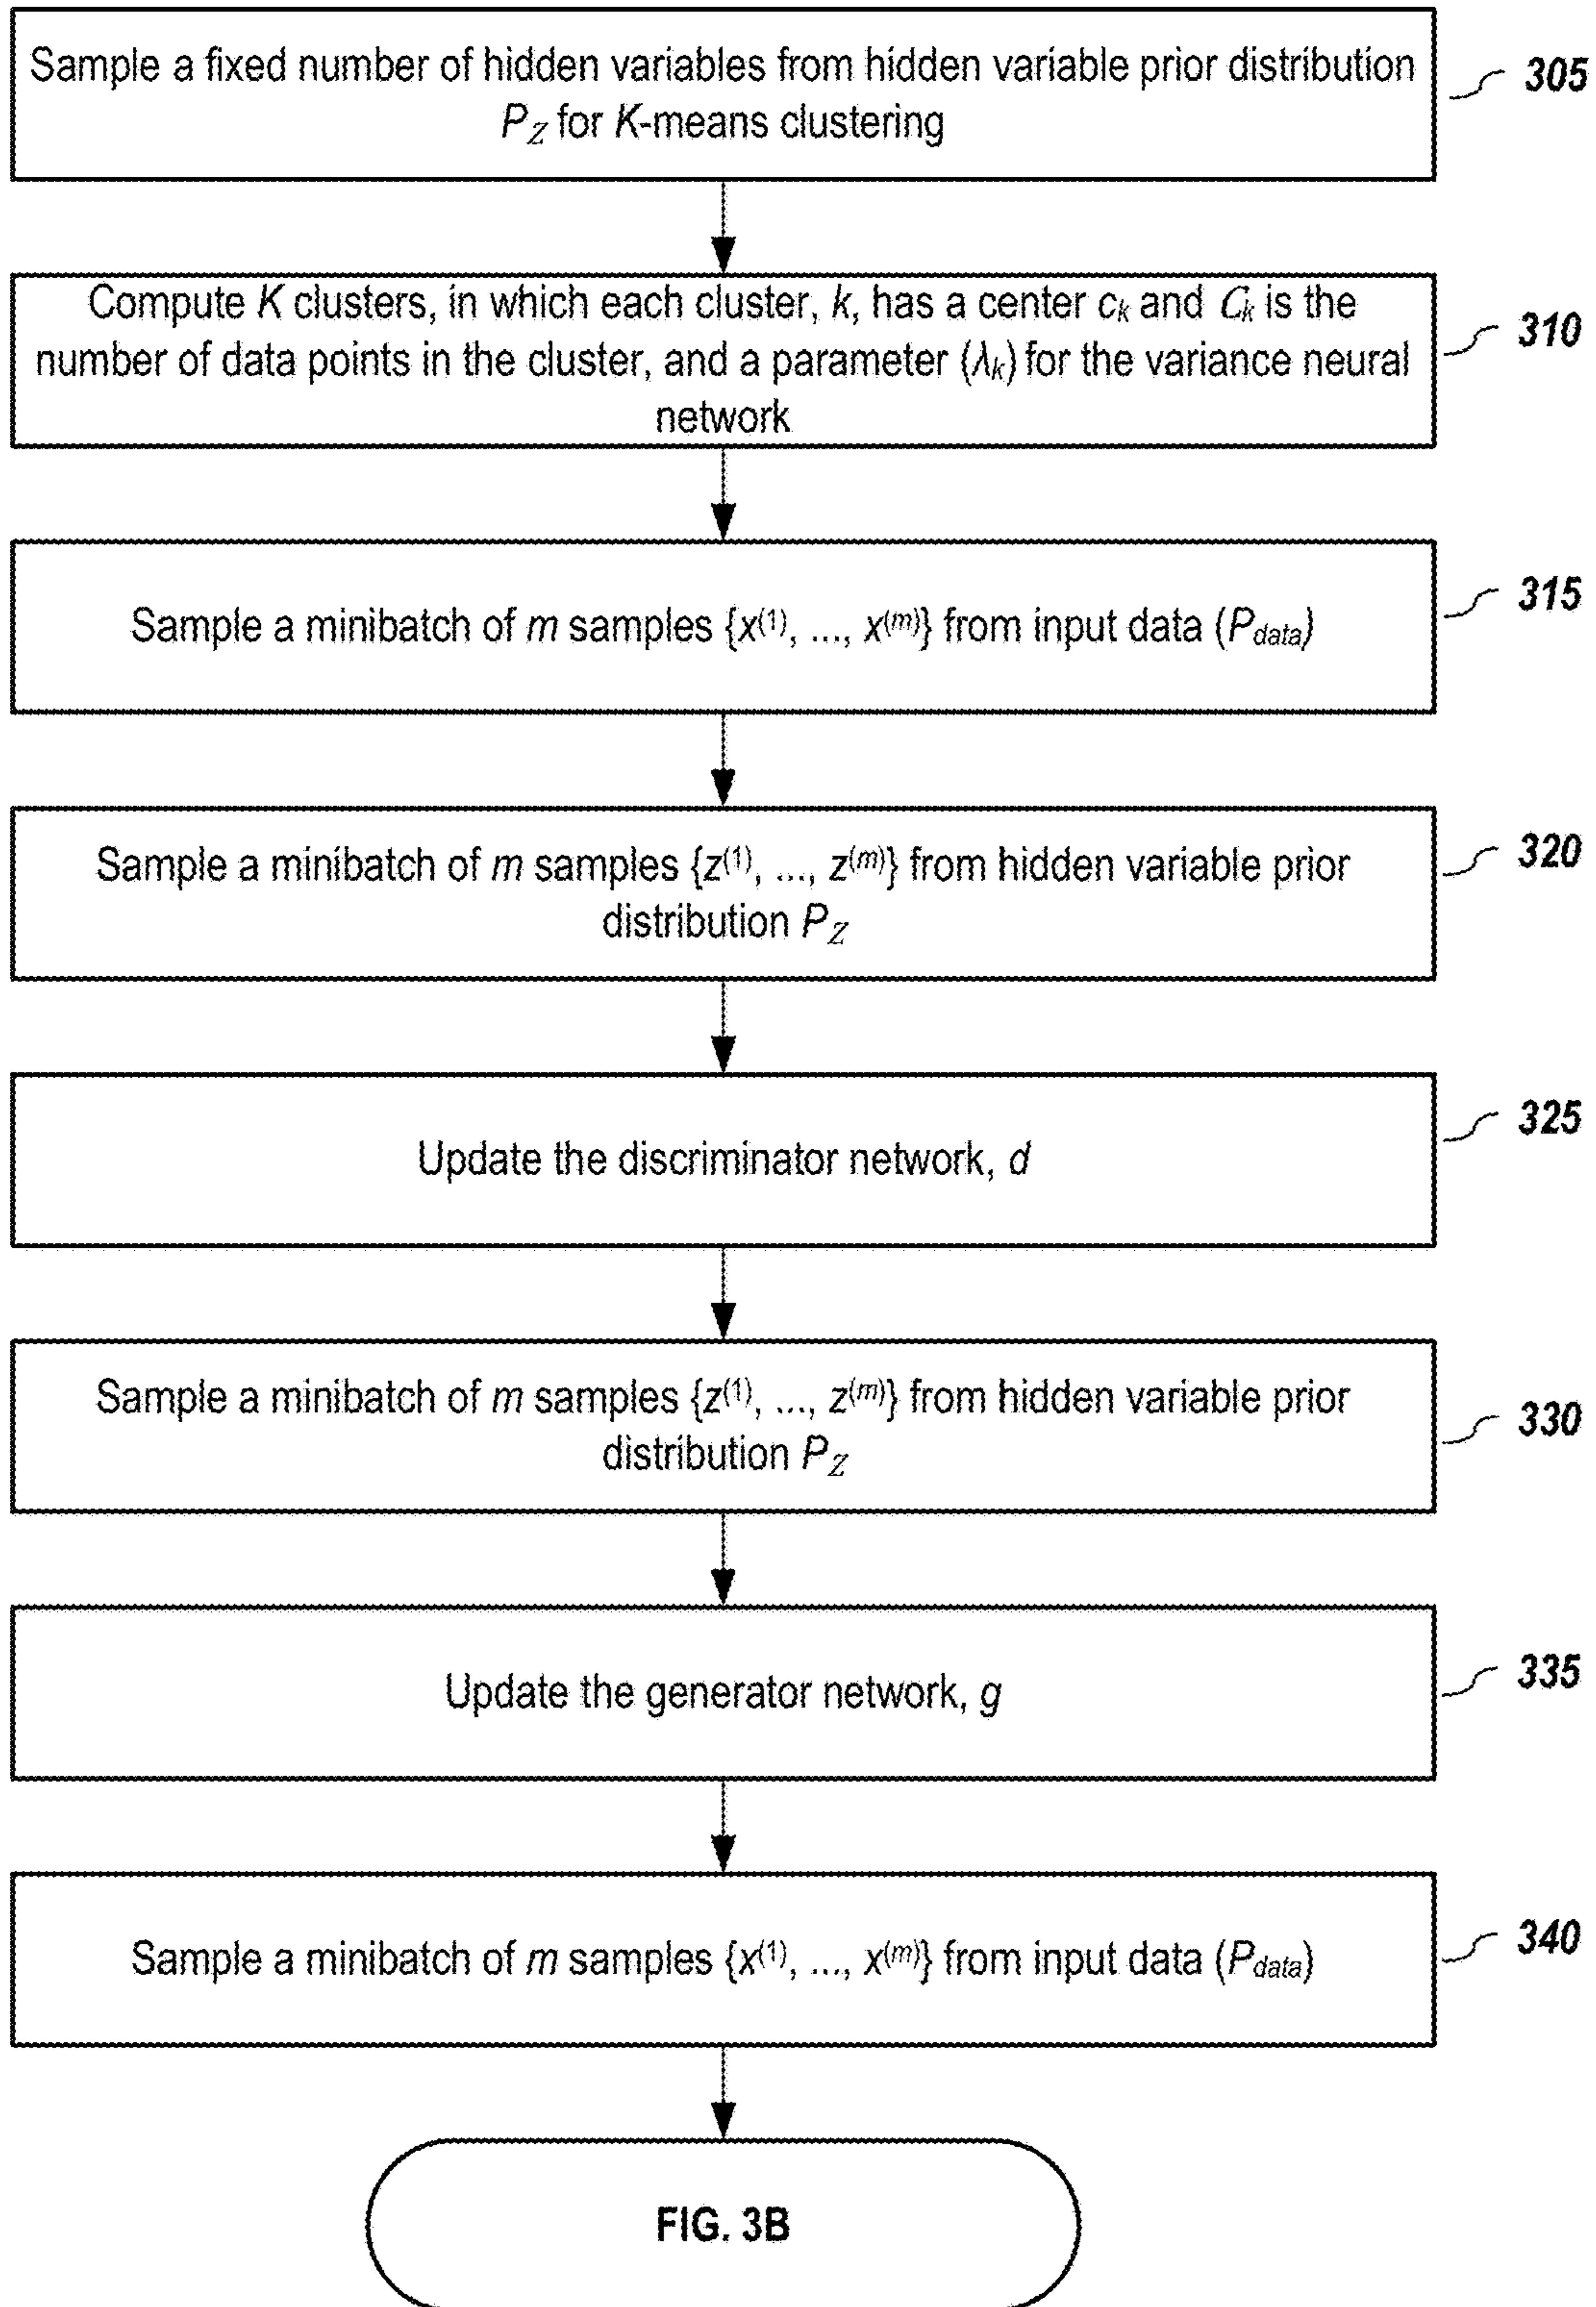 Sample a fixed number of hidden variables from hidden variable prior distribution
P_Z for K-means clustering
305
Compute K clusters, in which each cluster, k, has a center c_k and C_k is the
number of data points in the cluster, and a parameter (λ_k) for the variance neural
network
310
Sample a minibatch of m samples {x^(1), ..., x^(m)} from input data (P_data)
315
Sample a minibatch of m samples {z^(1), ..., z^(m)} from hidden variable prior
distribution P_Z
320
Update the discriminator network, d
325
Sample a minibatch of m samples {z^(1), ..., z^(m)} from hidden variable prior
distribution P_Z
330
Update the generator network, g
335
Sample a minibatch of m samples {x^(1), ..., x^(m)} from input data (P_data)
340
FIG. 3B